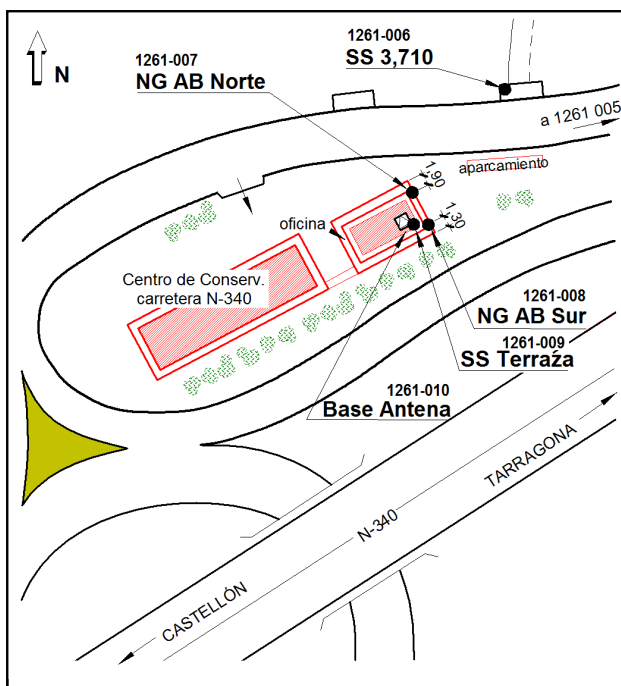 1261-006
SS 3,710
1261-007
NG AB Norte
N
a 1261 005
aparcamiento
1,90
1,30
oficina
Centro de Conserv.
carretera N-340
1261-008
NG AB Sur
1261-009
SS Terraza
1261-010
Base Antena
TARRAGONA
N-340
CASTELLÓN